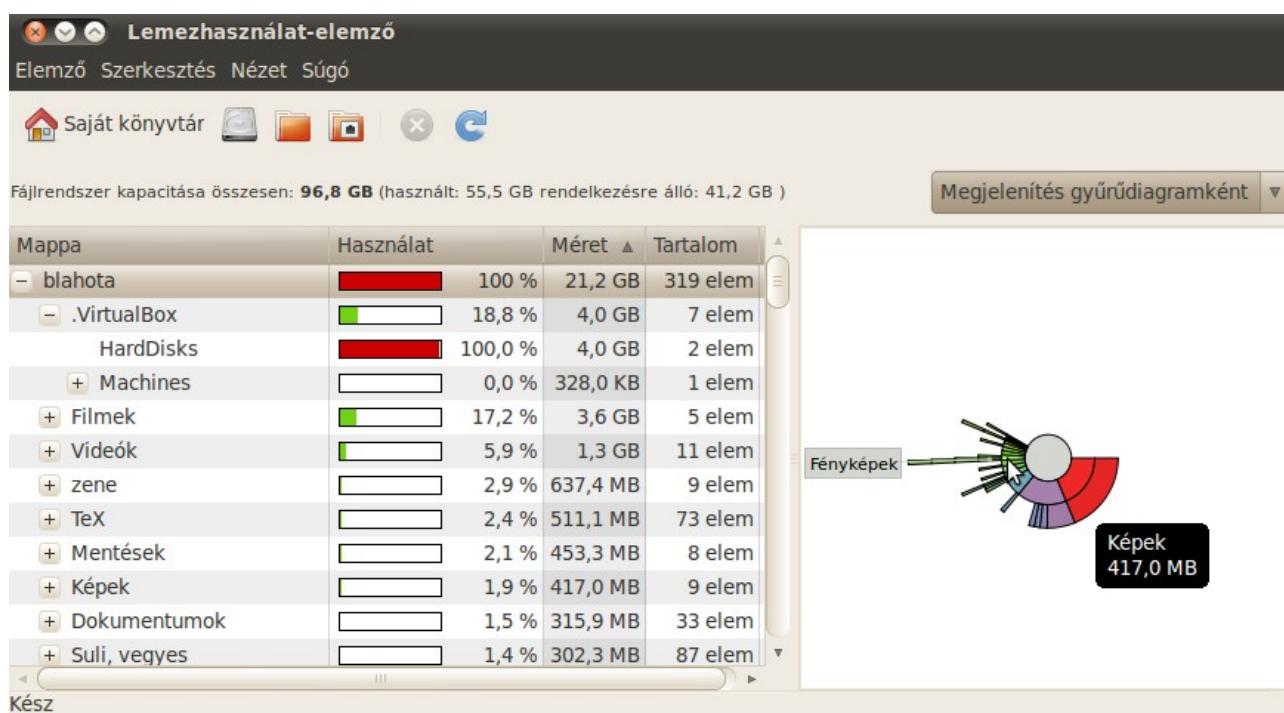 Lemezhasználat-elemző
Elemző Szerkesztés Nézet Súgó
Saját könyvtár
Fájlrendszer kapacitása összesen: 96,8 GB (használt: 55,5 GB rendelkezésre álló: 41,2 GB )
Megjelenítés gyűrűdiagramként
Mappa Használat Méret Tartalom
blahota 100 % 21,2 GB 319 elem
.VirtualBox 18,8 % 4,0 GB 7 elem
HardDisks 100,0 % 4,0 GB 2 elem
Machines 0,0 % 328,0 KB 1 elem
Filmek 17,2 % 3,6 GB 5 elem
Videók 5,9 % 1,3 GB 11 elem
zene 2,9 % 637,4 MB 9 elem
TeX 2,4 % 511,1 MB 73 elem
Mentések 2,1 % 453,3 MB 8 elem
Képek 1,9 % 417,0 MB 9 elem
Dokumentumok 1,5 % 315,9 MB 33 elem
Suli, vegyes 1,4 % 302,3 MB 87 elem
Fényképek
Képek
417,0 MB
Kész